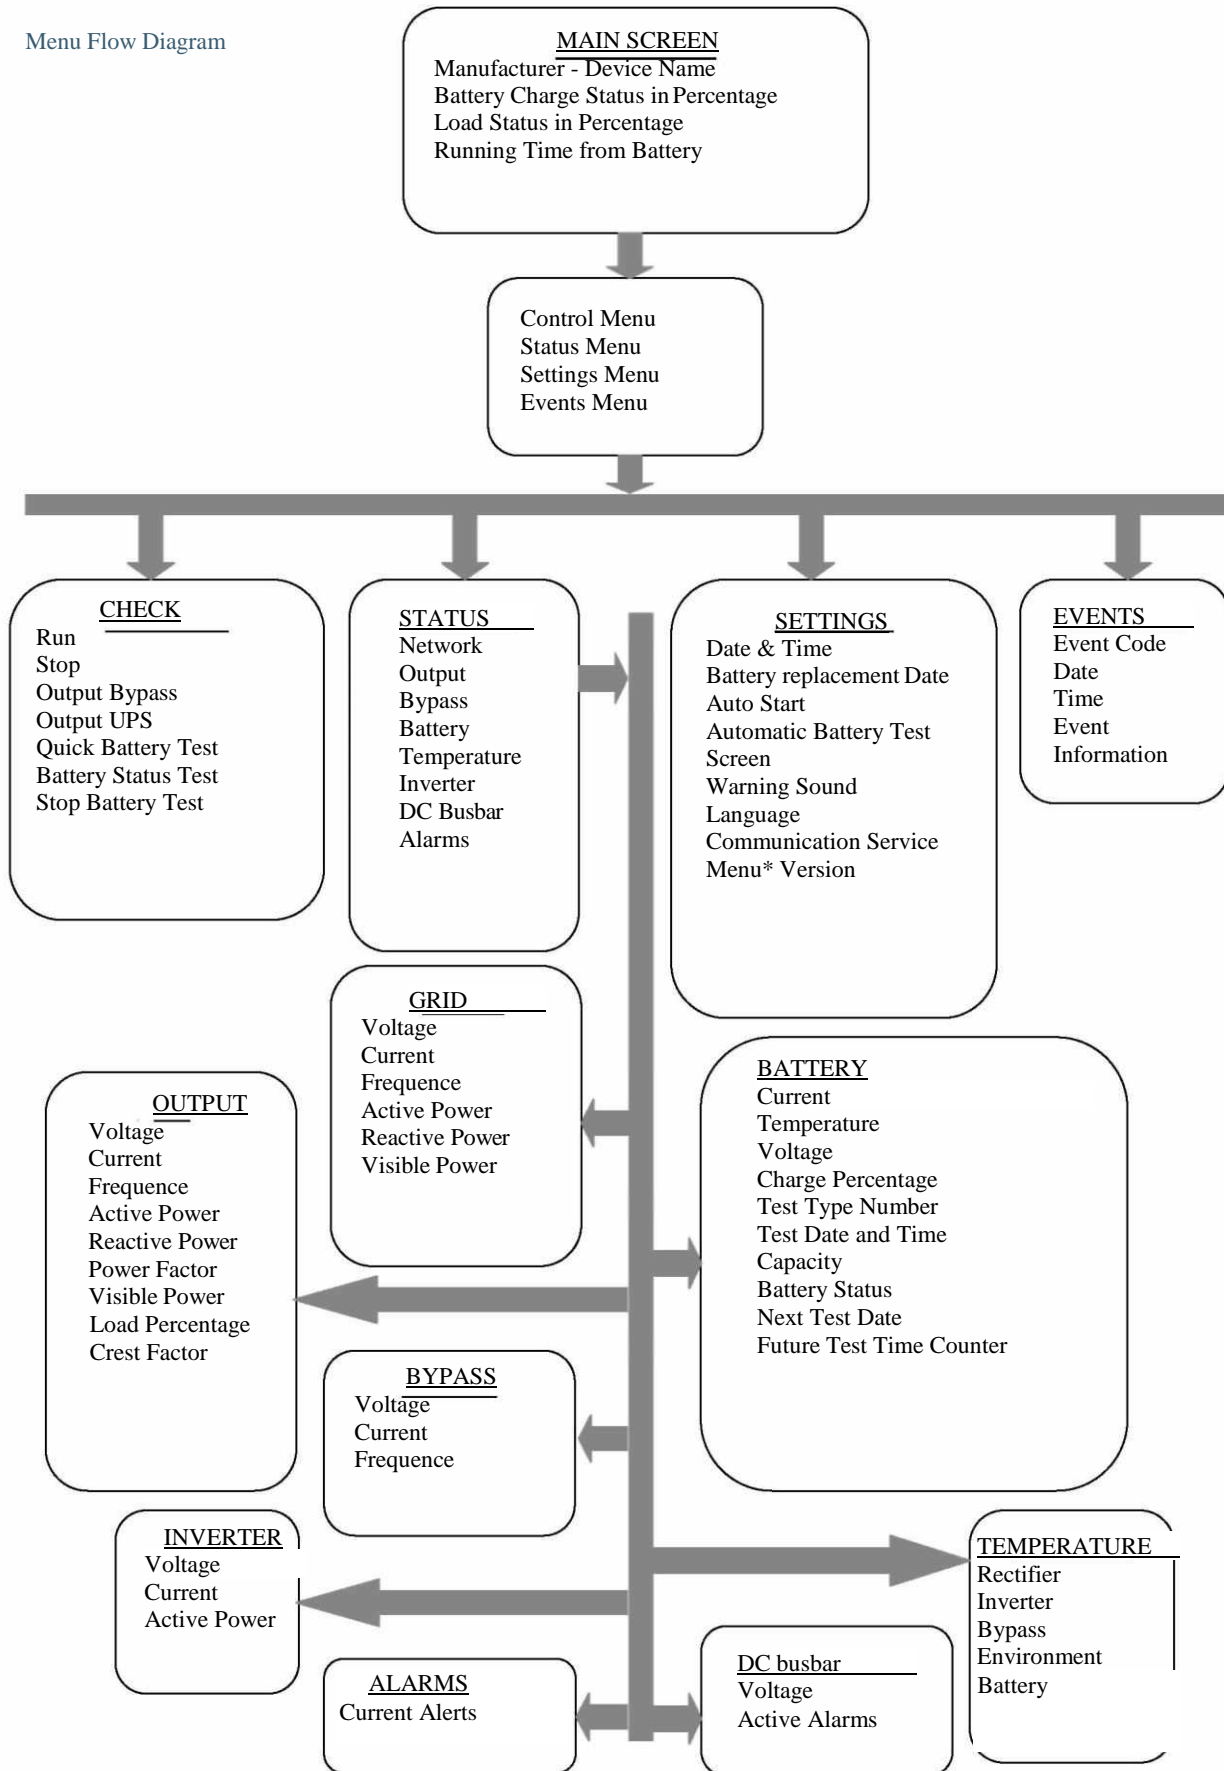 Menu Flow Diagram
MAIN SCREEN
Manufacturer - Device Name
Battery Charge Status in Percentage
Load Status in Percentage
Running Time from Battery
Control Menu
Status Menu
Settings Menu
Events Menu
CHECK
Run
Stop
Output Bypass
Output UPS
Quick Battery Test
Battery Status Test
Stop Battery Test
STATUS
Network
Output
Bypass
Battery
Temperature
Inverter
DC Busbar
Alarms
SETTINGS
Date & Time
Battery replacement Date
Auto Start
Automatic Battery Test
Screen
Warning Sound
Language
Communication Service
Menu* Version
EVENTS
Event Code
Date
Time
Event
Information
GRID
Voltage
Current
Frequence
Active Power
Reactive Power
Visible Power
OUTPUT
Voltage
Current
Frequence
Active Power
Reactive Power
Power Factor
Visible Power
Load Percentage
Crest Factor
BATTERY
Current
Temperature
Voltage
Charge Percentage
Test Type Number
Test Date and Time
Capacity
Battery Status
Next Test Date
Future Test Time Counter
BYPASS
Voltage
Current
Frequence
INVERTER
Voltage
Current
Active Power
TEMPERATURE
Rectifier
Inverter
Bypass
Environment
Battery
ALARMS
Current Alerts
DC busbar
Voltage
Active Alarms